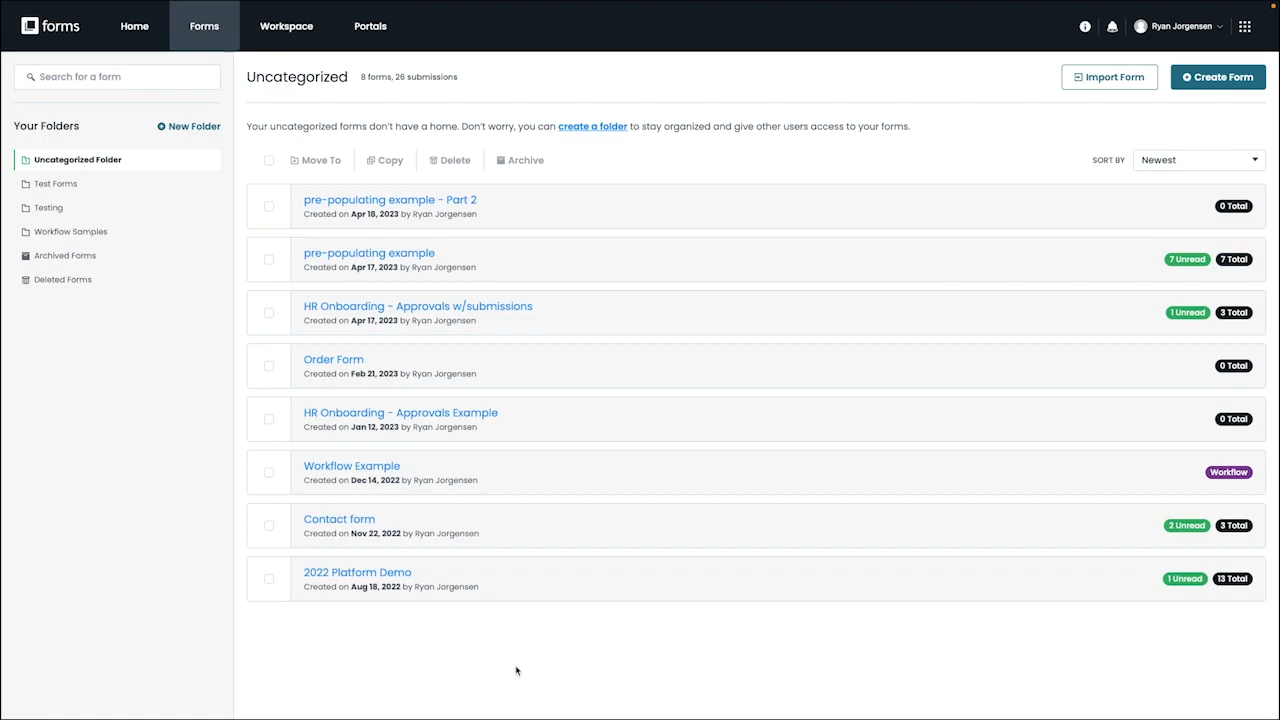 forms
Home
Forms
Workspace
Portals
Ryan Jorgensen
Search for a form
Your Folders
New Folder
Uncategorized Folder
Test Forms
Testing
Workflow Samples
Archived Forms
Deleted Forms
Uncategorized
8 forms, 26 submissions
Import Form
Create Form
Your uncategorized forms don't have a home. Don't worry, you can create a folder to stay organized and give other users access to your forms.
Move To
Copy
Delete
Archive
SORT BY
Newest
pre-populating example - Part 2
Created on Apr 18, 2023 by Ryan Jorgensen
0 Total
pre-populating example
Created on Apr 17, 2023 by Ryan Jorgensen
7 Unread
7 Total
HR Onboarding - Approvals w/submissions
Created on Apr 17, 2023 by Ryan Jorgensen
1 Unread
3 Total
Order Form
Created on Feb 21, 2023 by Ryan Jorgensen
0 Total
HR Onboarding - Approvals Example
Created on Jan 12, 2023 by Ryan Jorgensen
0 Total
Workflow Example
Created on Dec 14, 2022 by Ryan Jorgensen
Workflow
Contact form
Created on Nov 22, 2022 by Ryan Jorgensen
2 Unread
3 Total
2022 Platform Demo
Created on Aug 18, 2022 by Ryan Jorgensen
1 Unread
13 Total